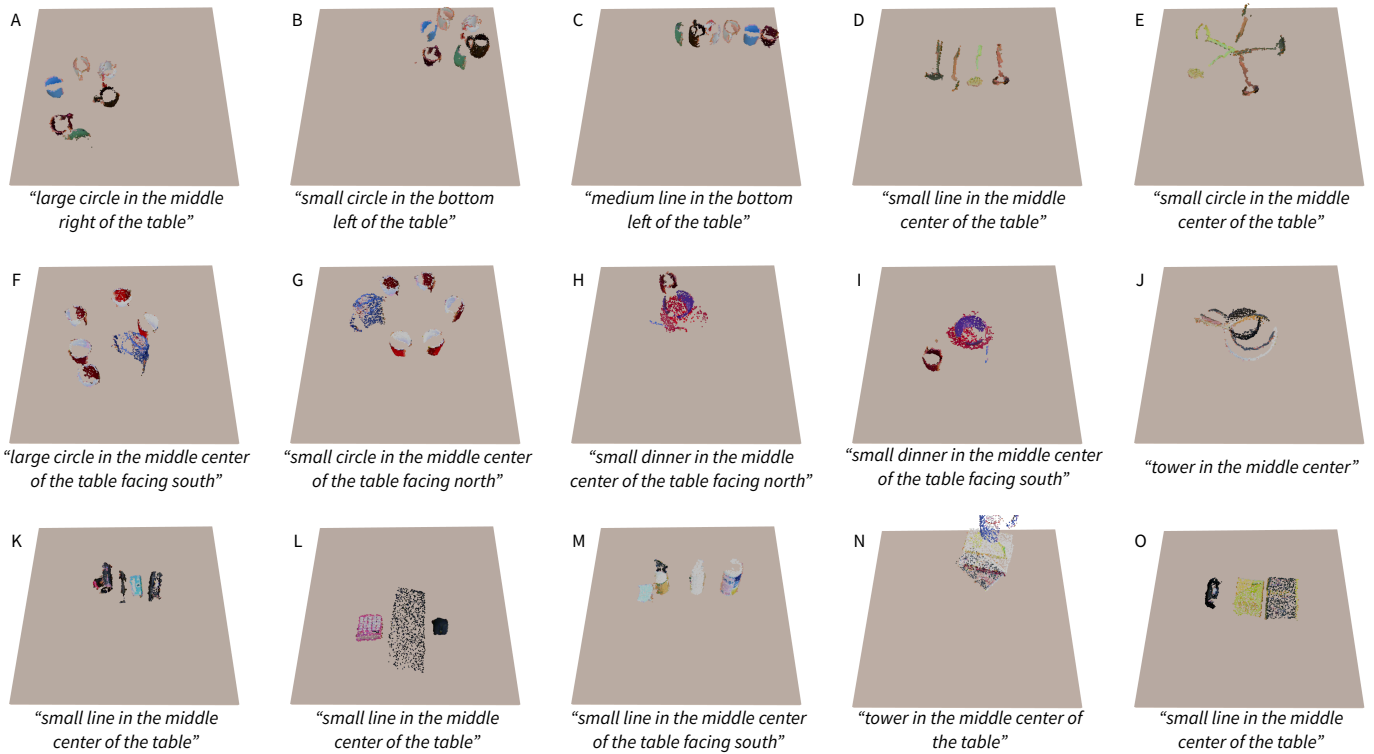 A
B
C
D
E
“large circle in the middle
right of the table”
“small circle in the bottom
left of the table”
“medium line in the bottom
left of the table”
“small line in the middle
center of the table”
“small circle in the middle
center of the table”
F
G
H
I
J
“large circle in the middle center
of the table facing south”
“small circle in the middle center
of the table facing north”
“small dinner in the middle
center of the table facing north”
“small dinner in the middle center
of the table facing south”
“tower in the middle center”
K
L
M
N
O
“small line in the middle
center of the table”
“small line in the middle
center of the table”
“small line in the middle center
of the table facing south”
“tower in the middle center of
the table”
“small line in the middle
center of the table”